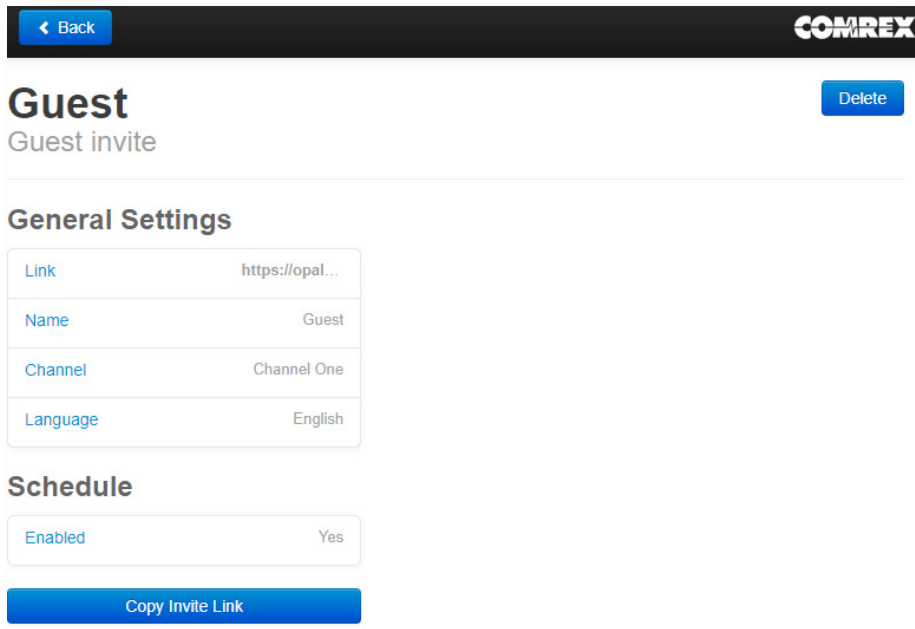 Back
COMREX
Guest
Delete
Guest invite
General Settings
Link https://opal...
Name Guest
Channel Channel One
Language English
Schedule
Enabled Yes
Copy Invite Link